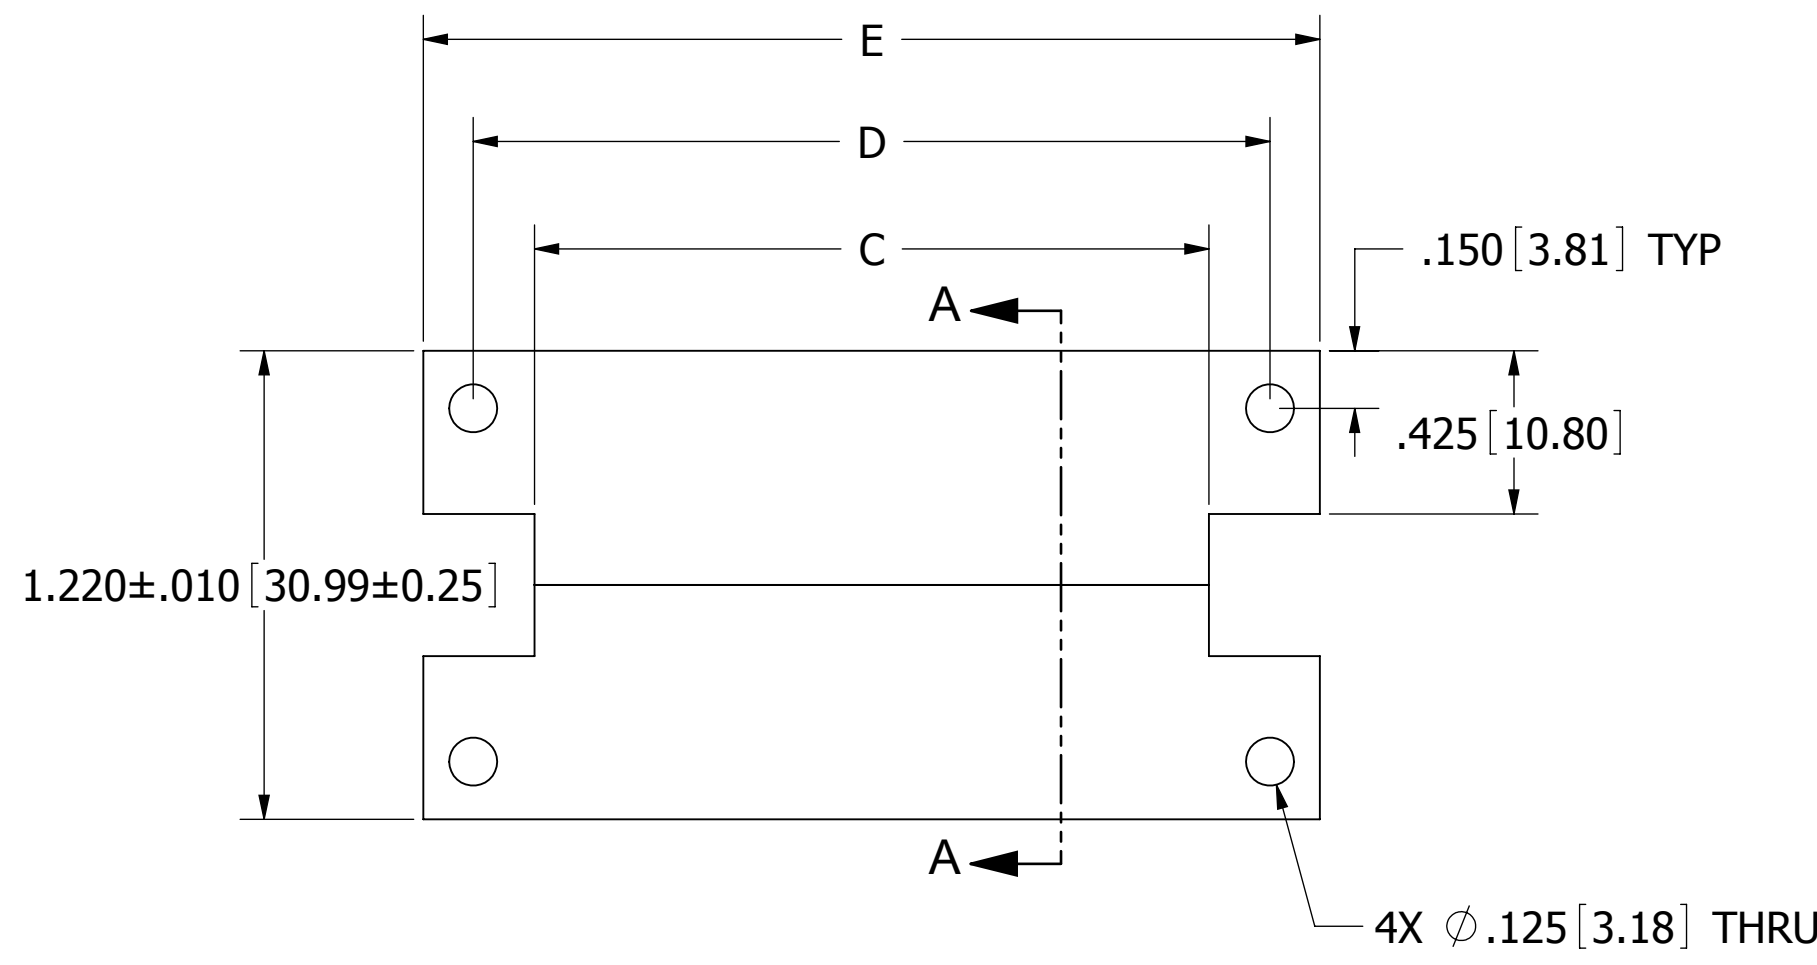 E
D
C
.150[3.81] TYP
A
.425[10.80]
1.220±.010[30.99±0.25]
A
4X ∅.125[3.18] THRU